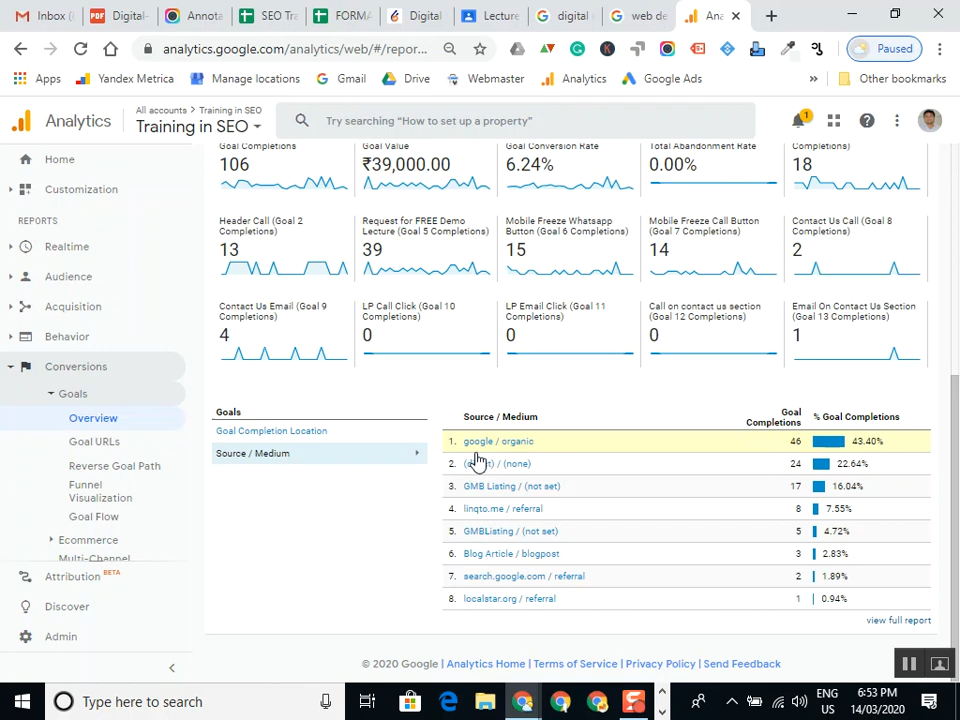 Inbox (
Digital-
Annota
SEO Tra
FORMA
Digital
Lecture
digital
web de
Ana
analytics.google.com/analytics/web/#/repor...
Paused
Apps
Yandex Metrica
Manage locations
Gmail
Drive
Webmaster
Analytics
Google Ads
»
Other bookmarks
Analytics
All accounts > Training in SEO
Training in SEO
Try searching "How to set up a property"
1
Home
Customization
REPORTS
Realtime
Audience
Acquisition
Behavior
Conversions
Goals
Overview
Goal URLs
Reverse Goal Path
Funnel
Visualization
Goal Flow
Ecommerce
Multi-Channel
Attribution BETA
Discover
Admin
Goal Completions
106
Goal Value
₹39,000.00
Goal Conversion Rate
6.24%
Total Abandonment Rate
0.00%
Completions)
18
Header Call (Goal 2
Completions)
13
Request for FREE Demo
Lecture (Goal 5 Completions)
39
Mobile Freeze Whatsapp
Button (Goal 6 Completions)
15
Mobile Freeze Call Button
(Goal 7 Completions)
14
Contact Us Call (Goal 8
Completions)
2
Contact Us Email (Goal 9
Completions)
4
LP Call Click (Goal 10
Completions)
0
LP Email Click (Goal 11
Completions)
0
Call on contact us section
(Goal 12 Completions)
0
Email On Contact Us Section
(Goal 13 Completions)
1
Goals
Goal Completion Location
Source / Medium
Source / Medium Goal Completions % Goal Completions
1. google / organic 46 43.40%
2. (direct) / (none) 24 22.64%
3. GMB Listing / (not set) 17 16.04%
4. linqto.me / referral 8 7.55%
5. GMBListing / (not set) 5 4.72%
6. Blog Article / blogpost 3 2.83%
7. search.google.com / referral 2 1.89%
8. localstar.org / referral 1 0.94%
view full report
© 2020 Google | Analytics Home | Terms of Service | Privacy Policy | Send Feedback
Type here to search
ENG
US
6:53 PM
14/03/2020